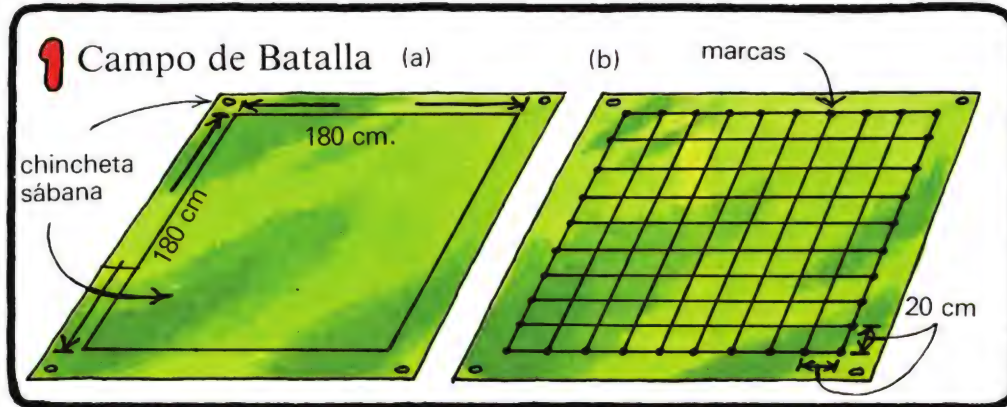 1 Campo de Batalla (a)
(b)
marcas
180 cm.
chincheta
sábana
180 cm
20 cm